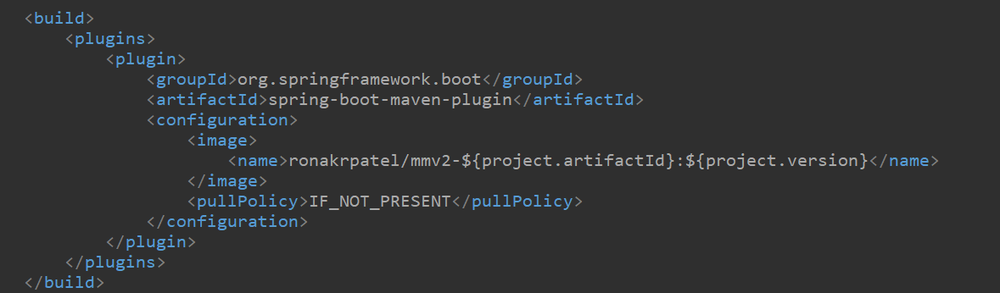 <build>
<plugins>
<plugin>
<groupId>org.springframework.boot</groupId>
<artifactId>spring-boot-maven-plugin</artifactId>
<configuration>
<image>
<name>ronakrpatel/mmv2-${project.artifactId}:${project.version}</name>
</image>
<pullPolicy>IF_NOT_PRESENT</pullPolicy>
</configuration>
</plugin>
</plugins>
</build>